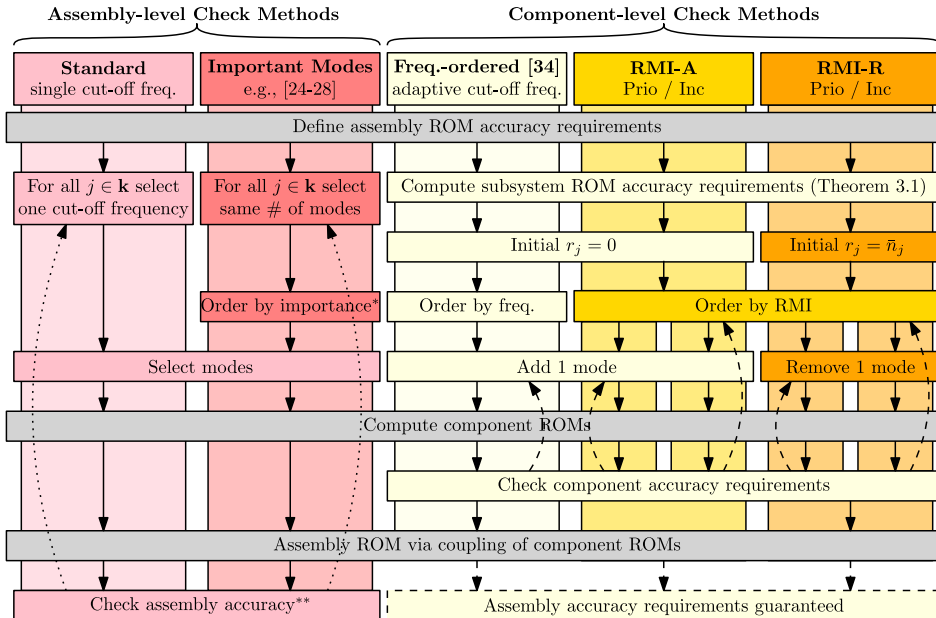 Assembly-level Check Methods
Component-level Check Methods
Standard
single cut-off freq.
Important Modes
e.g., [24-28]
Freq.-ordered [34]
adaptive cut-off freq.
RMI-A
Prio / Inc
RMI-R
Prio / Inc
Define assembly ROM accuracy requirements
For all j ∈ k select
one cut-off frequency
For all j ∈ k select
same # of modes
Compute subsystem ROM accuracy requirements (Theorem 3.1)
Initial r_j = 0
Initial r_j = n̄_j
Order by importance*
Order by freq.
Order by RMI
Select modes
Add 1 mode
Remove 1 mode
Compute component ROMs
Check component accuracy requirements
Assembly ROM via coupling of component ROMs
Check assembly accuracy**
Assembly accuracy requirements guaranteed